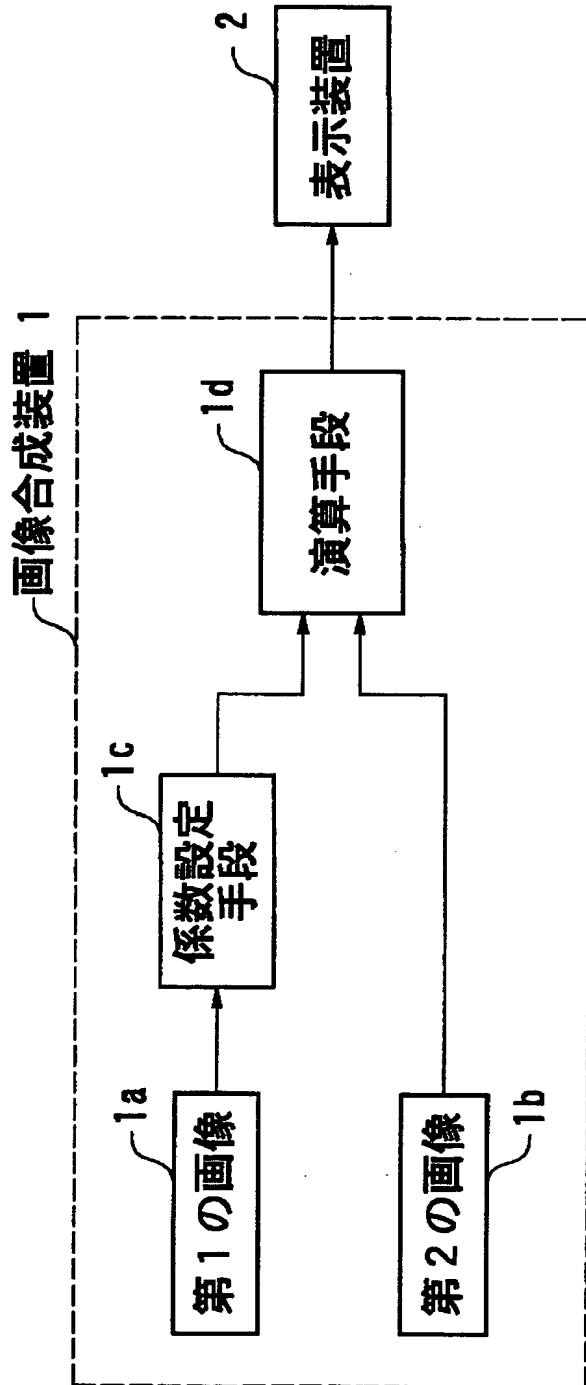 画像合成装置 1
1a
第1の画像
1c
係数設定
手段
1d
演算手段
2
表示装置
第2の画像
1b